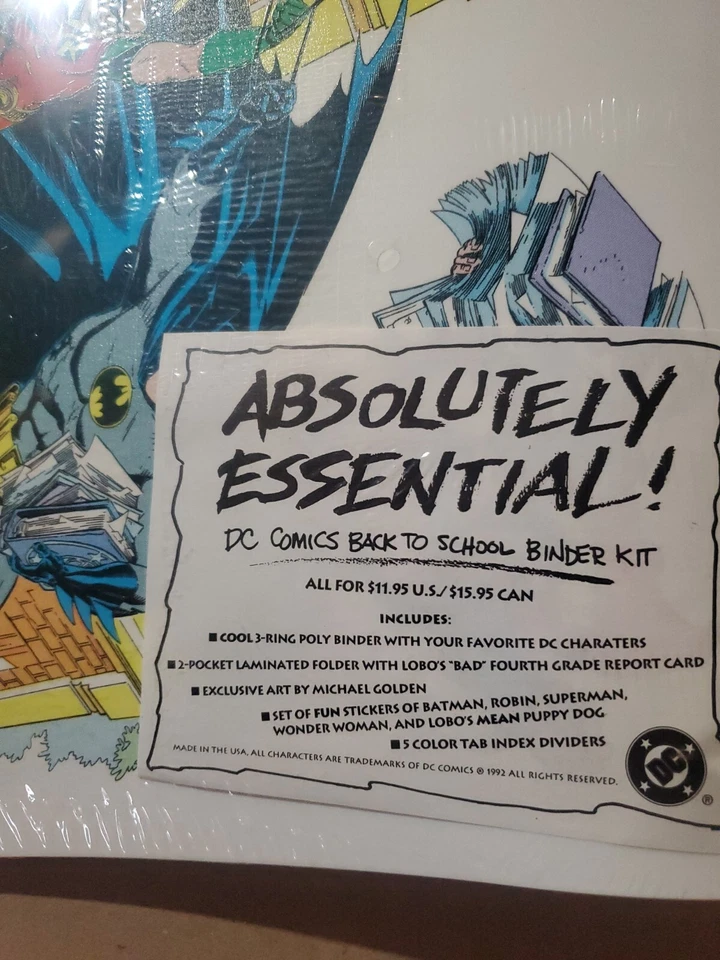 ABSOLUTELY
ESSENTIAL!
DC COMICS BACK TO SCHOOL BINDER KIT
ALL FOR $11.95 U.S./$15.95 CAN
INCLUDES:
■ COOL 3-RING POLY BINDER WITH YOUR FAVORITE DC CHARATERS
■ 2-POCKET LAMINATED FOLDER WITH LOBO'S "BAD" FOURTH GRADE REPORT CARD
■ EXCLUSIVE ART BY MICHAEL GOLDEN
■ SET OF FUN STICKERS OF BATMAN, ROBIN, SUPERMAN,
WONDER WOMAN, AND LOBO'S MEAN PUPPY DOG
■ 5 COLOR TAB INDEX DIVIDERS
MADE IN THE USA. ALL CHARACTERS ARE TRADEMARKS OF DC COMICS © 1992 ALL RIGHTS RESERVED.
DC
®